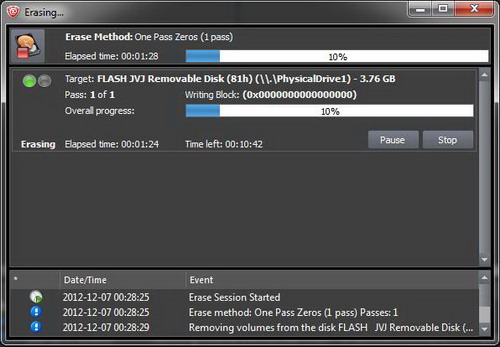 Erasing...
Erase Method: One Pass Zeros (1 pass)
Elapsed time: 00:01:28
10%
Target: FLASH JVJ Removable Disk (81h) (\\.\PhysicalDrive1) - 3.76 GB
Pass: 1 of 1 Writing Block: (0x0000000000000000)
Overall progress: 10%
Erasing Elapsed time: 00:01:24 Time left: 00:10:42 Pause Stop
* Date/Time Event
2012-12-07 00:28:25 Erase Session Started
2012-12-07 00:28:25 Erase method: One Pass Zeros (1 pass) Passes: 1
2012-12-07 00:28:29 Removing volumes from the disk FLASH JVJ Removable Disk (...